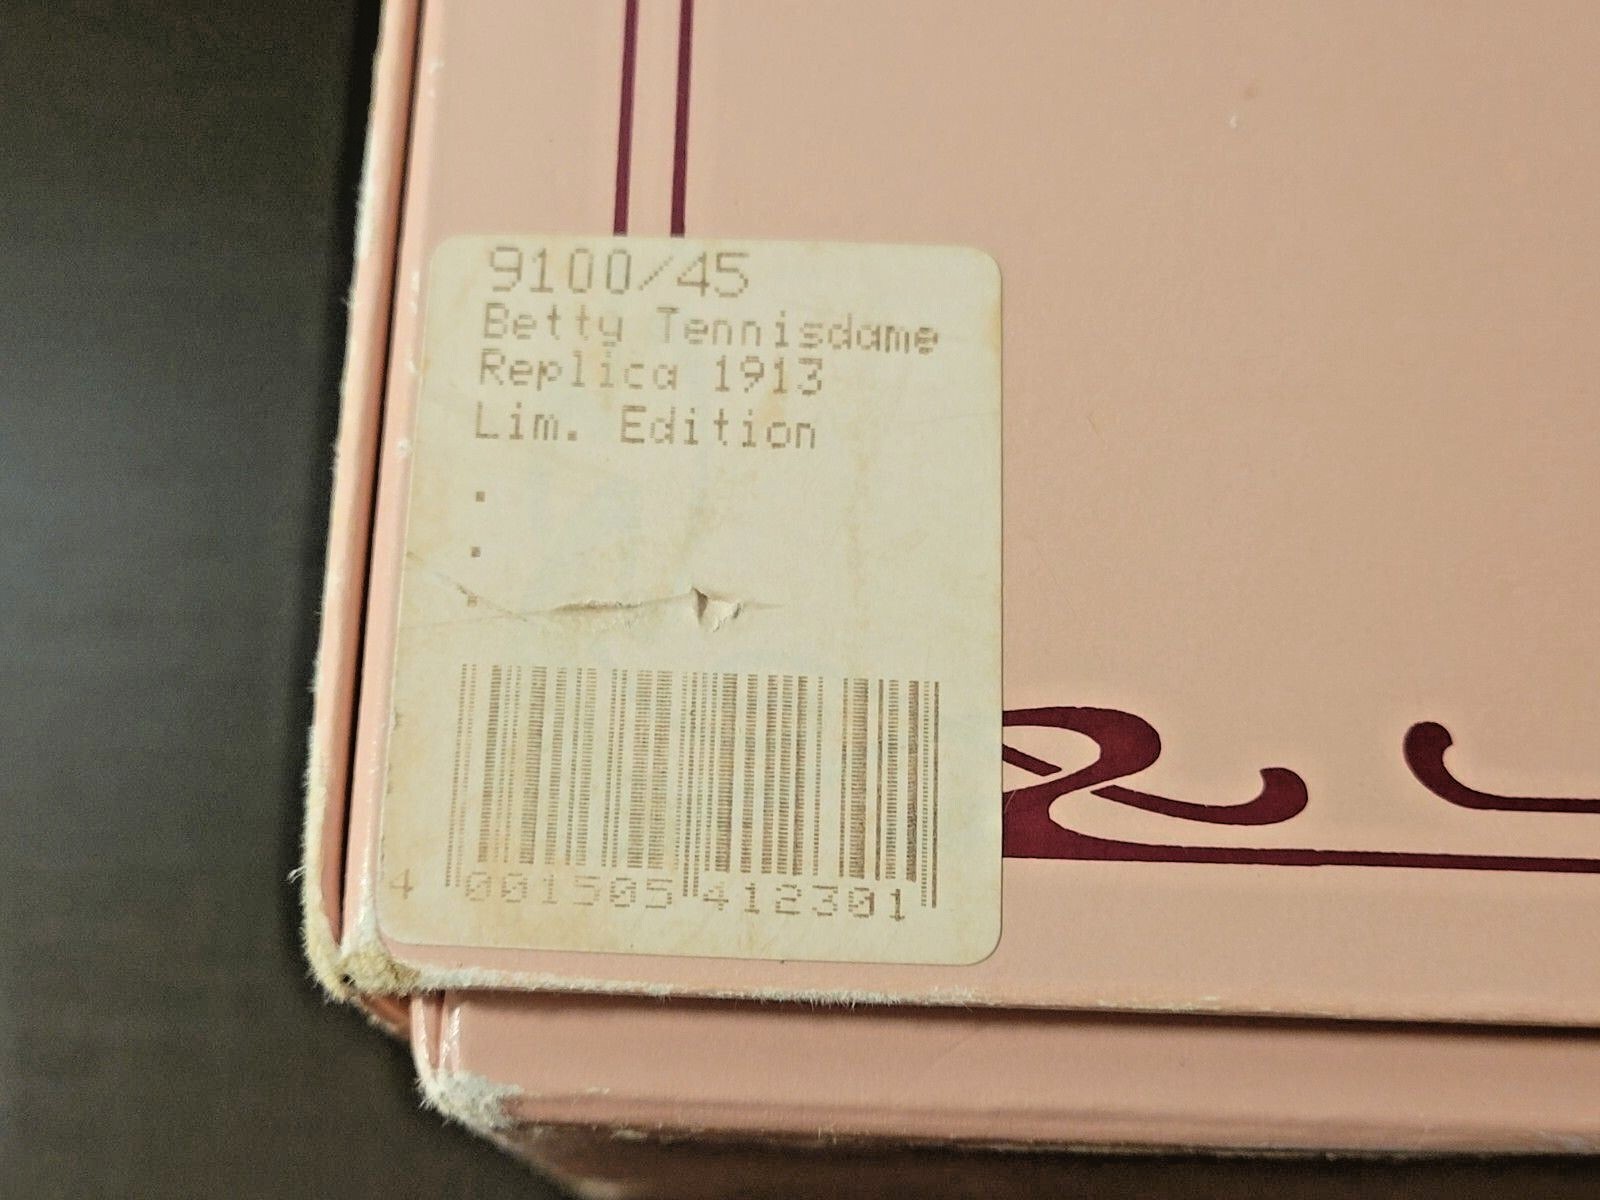 9100/45
Betty Tennisdame
Replica 1913
Lim. Edition
.
.
.
4 001505 412301